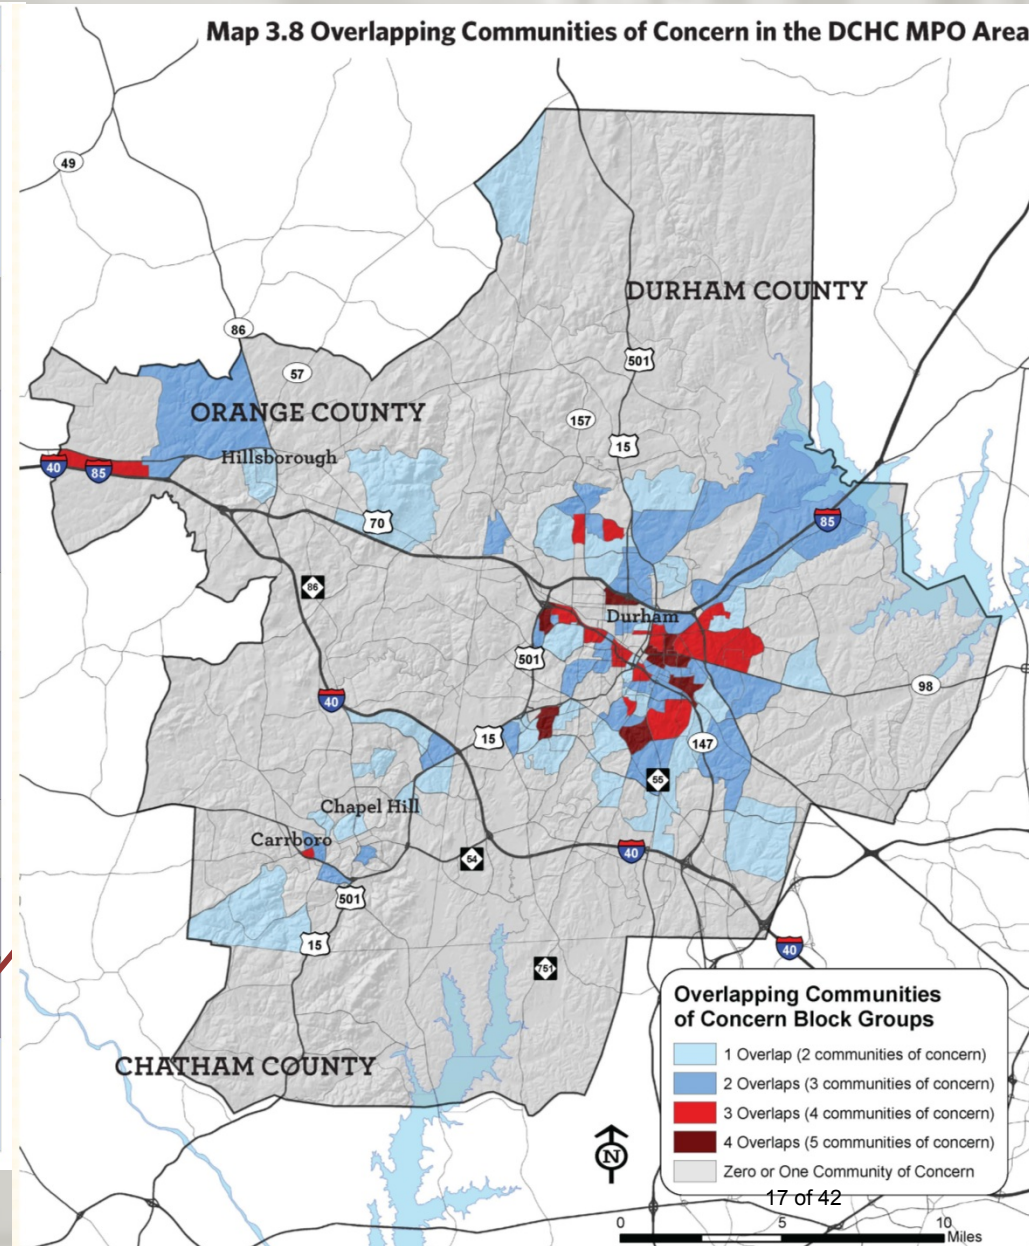 Map 3.8 Overlapping Communities of Concern in the DCHC MPO Area
49
DURHAM COUNTY
86
57
501
ORANGE COUNTY
157
15
Hillsborough
40
85
70
85
86
Durham
501
98
40
15
147
55
Chapel Hill
Carrboro
40
54
501
15
40
751
CHATHAM COUNTY
Overlapping Communities
of Concern Block Groups
1 Overlap (2 communities of concern)
2 Overlaps (3 communities of concern)
3 Overlaps (4 communities of concern)
4 Overlaps (5 communities of concern)
Zero or One Community of Concern
17 of 42
N
0 5 10
Miles